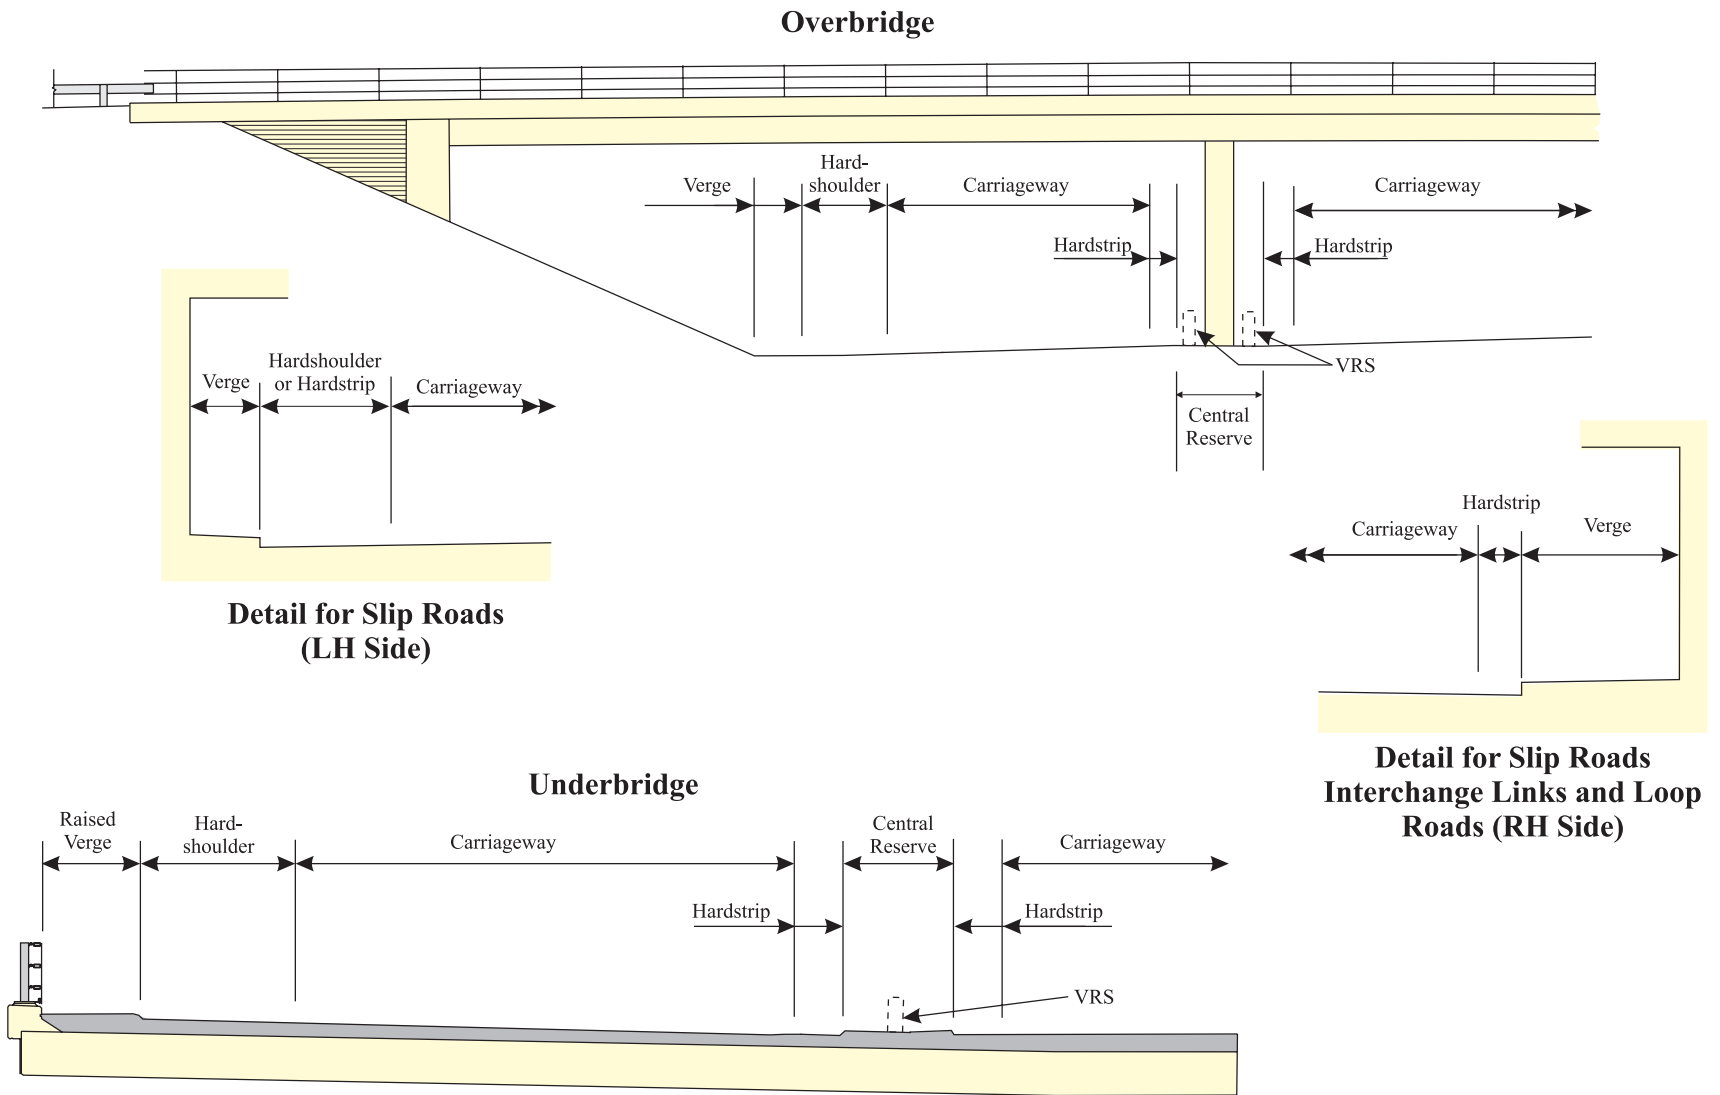 Overbridge
Verge
Hard-
shoulder
Carriageway
Carriageway
Hardstrip
Hardstrip
VRS
Central
Reserve
Verge
Hardshoulder
or Hardstrip
Carriageway
Detail for Slip Roads
(LH Side)
Carriageway
Hardstrip
Verge
Detail for Slip Roads
Interchange Links and Loop
Roads (RH Side)
Underbridge
Raised
Verge
Hard-
shoulder
Carriageway
Central
Reserve
Carriageway
Hardstrip
Hardstrip
VRS